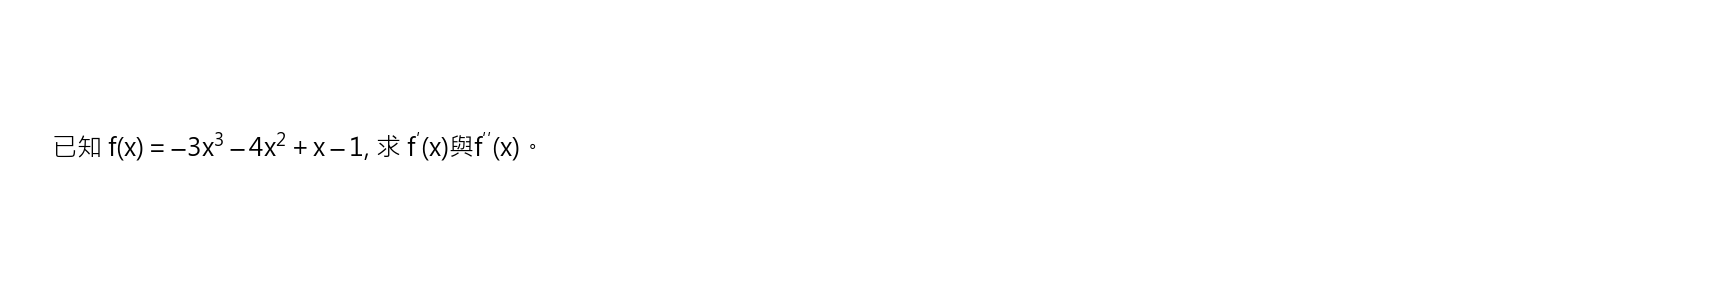 已知 f(x) = –3x³ – 4x² + x – 1, 求 f′(x)與f′′(x)。